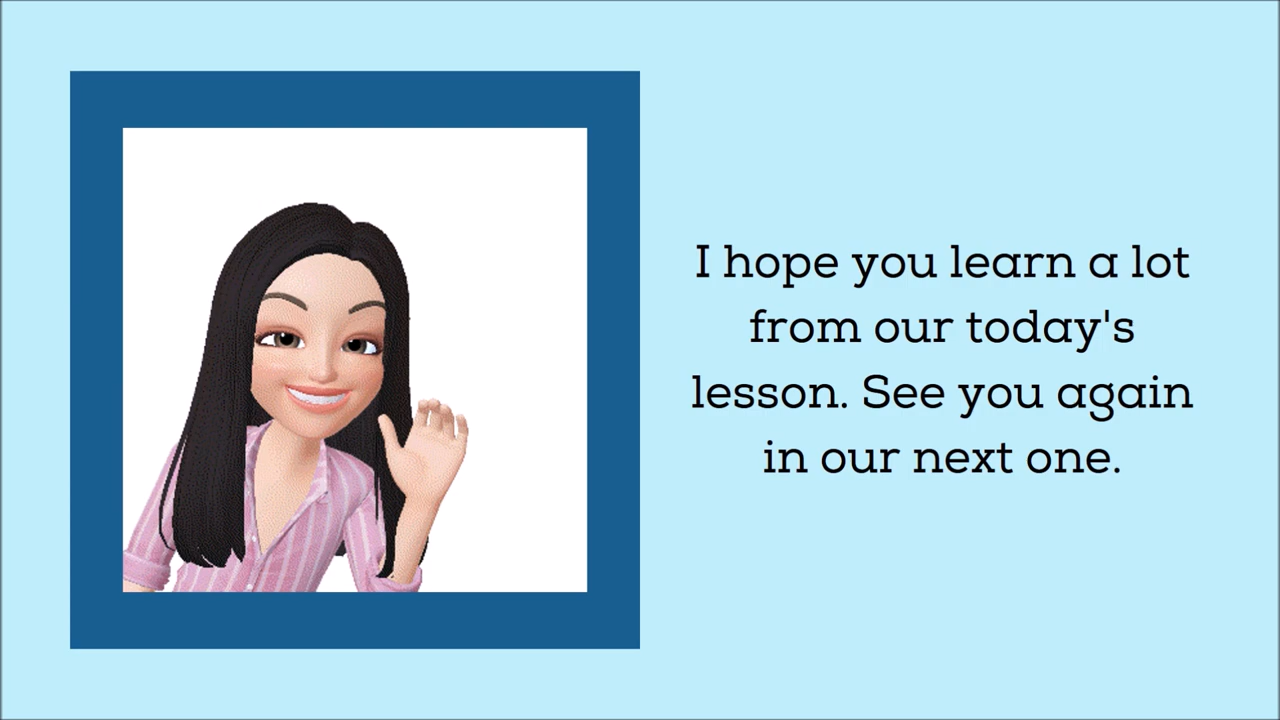 I hope you learn a lot
from our today's
lesson. See you again
in our next one.